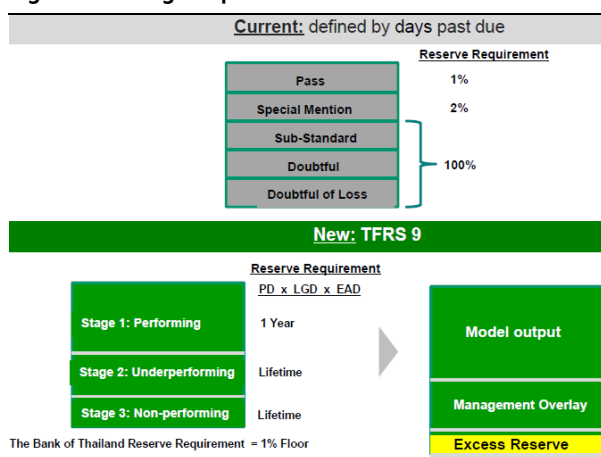 Current: defined by days past due
Reserve Requirement
Pass 1%
Special Mention 2%
Sub-Standard
Doubtful 100%
Doubtful of Loss
New: TFRS 9
Reserve Requirement
PD x LGD x EAD
Stage 1: Performing 1 Year
Model output
Stage 2: Underperforming Lifetime
Management Overlay
Stage 3: Non-performing Lifetime
The Bank of Thailand Reserve Requirement = 1% Floor
Excess Reserve